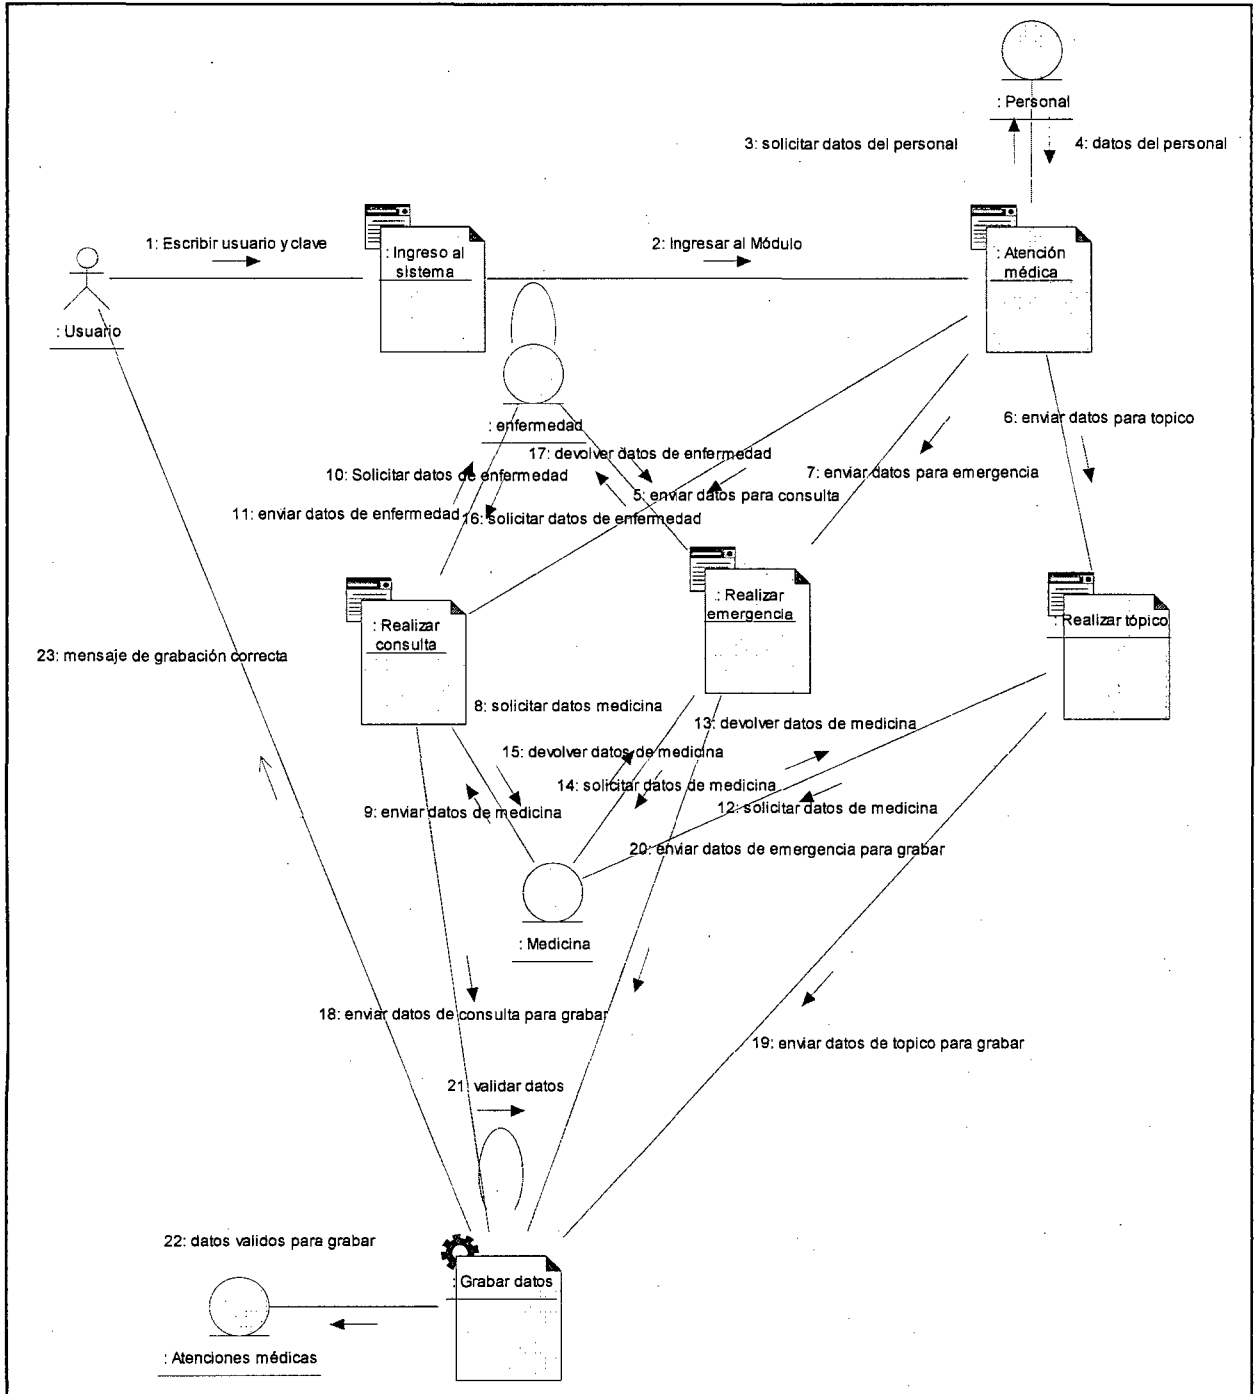 : Personal
3: solicitar datos del personal
4: datos del personal
1: Escribir usuario y clave
2: Ingresar al Módulo
: Ingreso al
sistema
: Atención
médica
: Usuario
: enfermedad
6: enviar datos para topico
17: devolver datos de enfermedad
7: enviar datos para emergencia
10: Solicitar datos de enfermedad
5: enviar datos para consulta
11: enviar datos de enfermedad
16: solicitar datos de enfermedad
: Realizar
emergencia
: Realizar
consulta
: Realizar tópico
23: mensaje de grabación correcta
8: solicitar datos medicina
13: devolver datos de medicina
15: devolver datos de medicina
14: solicitar datos de medicina
9: enviar datos de medicina
12: solicitar datos de medicina
20: enviar datos de emergencia para grabar
: Medicina
18: enviar datos de consulta para grabar
19: enviar datos de topico para grabar
21: validar datos
22: datos validos para grabar
: Grabar datos
: Atenciones médicas